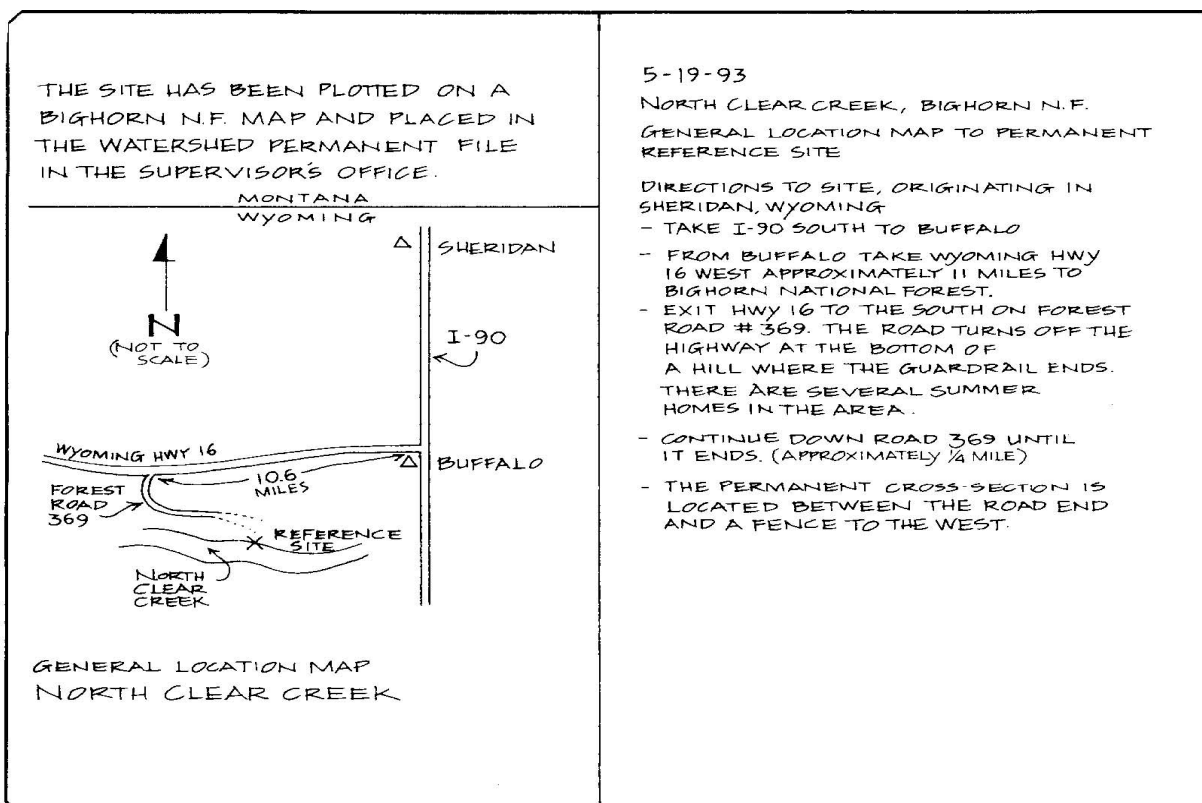 THE SITE HAS BEEN PLOTTED ON A
BIGHORN N.F. MAP AND PLACED IN
THE WATERSHED PERMANENT FILE
IN THE SUPERVISOR'S OFFICE.
MONTANA
WYOMING
SHERIDAN
N
(NOT TO
SCALE)
I-90
WYOMING HWY 16
BUFFALO
10.6
MILES
FOREST
ROAD
369
REFERENCE
SITE
NORTH
CLEAR
CREEK
GENERAL LOCATION MAP
NORTH CLEAR CREEK
5-19-93
NORTH CLEAR CREEK, BIGHORN N.F.
GENERAL LOCATION MAP TO PERMANENT
REFERENCE SITE
DIRECTIONS TO SITE, ORIGINATING IN
SHERIDAN, WYOMING
- TAKE I-90 SOUTH TO BUFFALO
- FROM BUFFALO TAKE WYOMING HWY
16 WEST APPROXIMATELY 11 MILES TO
BIGHORN NATIONAL FOREST.
- EXIT HWY 16 TO THE SOUTH ON FOREST
ROAD # 369. THE ROAD TURNS OFF THE
HIGHWAY AT THE BOTTOM OF
A HILL WHERE THE GUARDRAIL ENDS.
THERE ARE SEVERAL SUMMER
HOMES IN THE AREA.
- CONTINUE DOWN ROAD 369 UNTIL
IT ENDS. (APPROXIMATELY 1/4 MILE)
- THE PERMANENT CROSS-SECTION IS
LOCATED BETWEEN THE ROAD END
AND A FENCE TO THE WEST.